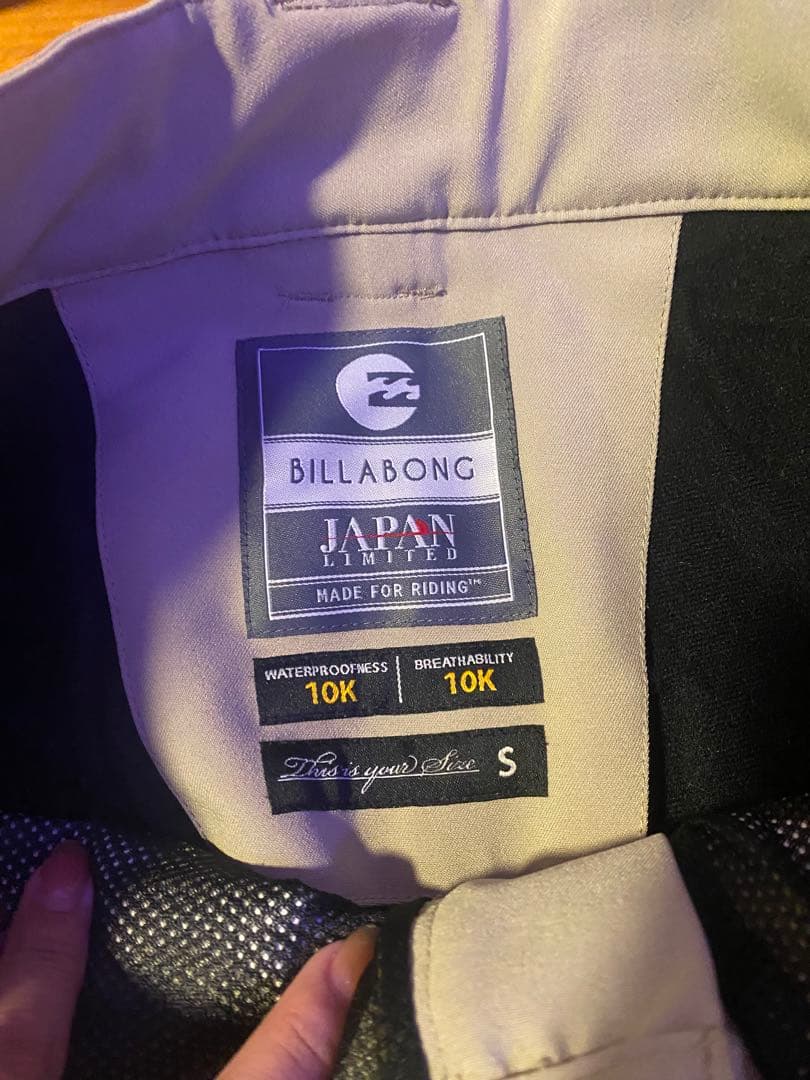 BILLABONG
JAPAN
LIMITED
MADE FOR RIDING™
WATERPROOFNESS
10K
BREATHABILITY
10K
This is your Size S